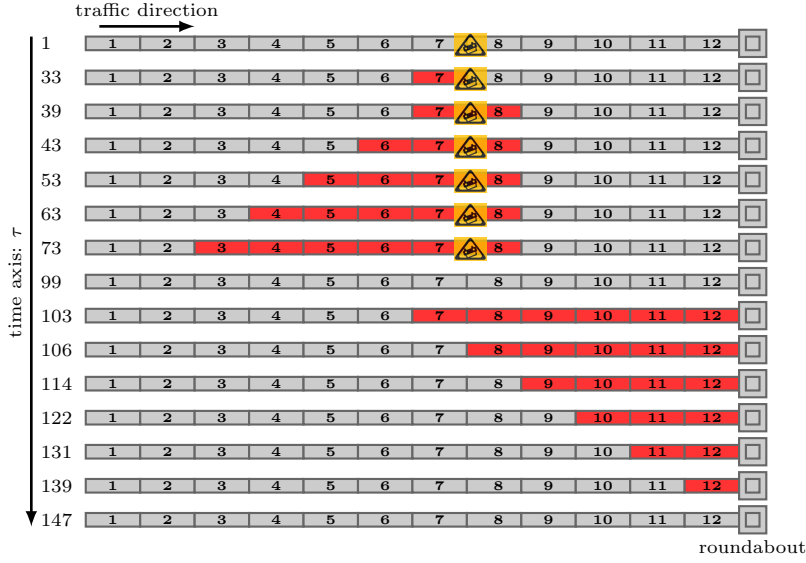 traffic direction
1 1 2 3 4 5 6 7 8 9 10 11 12
33 1 2 3 4 5 6 7 8 9 10 11 12
39 1 2 3 4 5 6 7 8 9 10 11 12
43 1 2 3 4 5 6 7 8 9 10 11 12
53 1 2 3 4 5 6 7 8 9 10 11 12
63 1 2 3 4 5 6 7 8 9 10 11 12
73 1 2 3 4 5 6 7 8 9 10 11 12
99 1 2 3 4 5 6 7 8 9 10 11 12
103 1 2 3 4 5 6 7 8 9 10 11 12
106 1 2 3 4 5 6 7 8 9 10 11 12
114 1 2 3 4 5 6 7 8 9 10 11 12
122 1 2 3 4 5 6 7 8 9 10 11 12
131 1 2 3 4 5 6 7 8 9 10 11 12
139 1 2 3 4 5 6 7 8 9 10 11 12
147 1 2 3 4 5 6 7 8 9 10 11 12
time axis: τ
roundabout